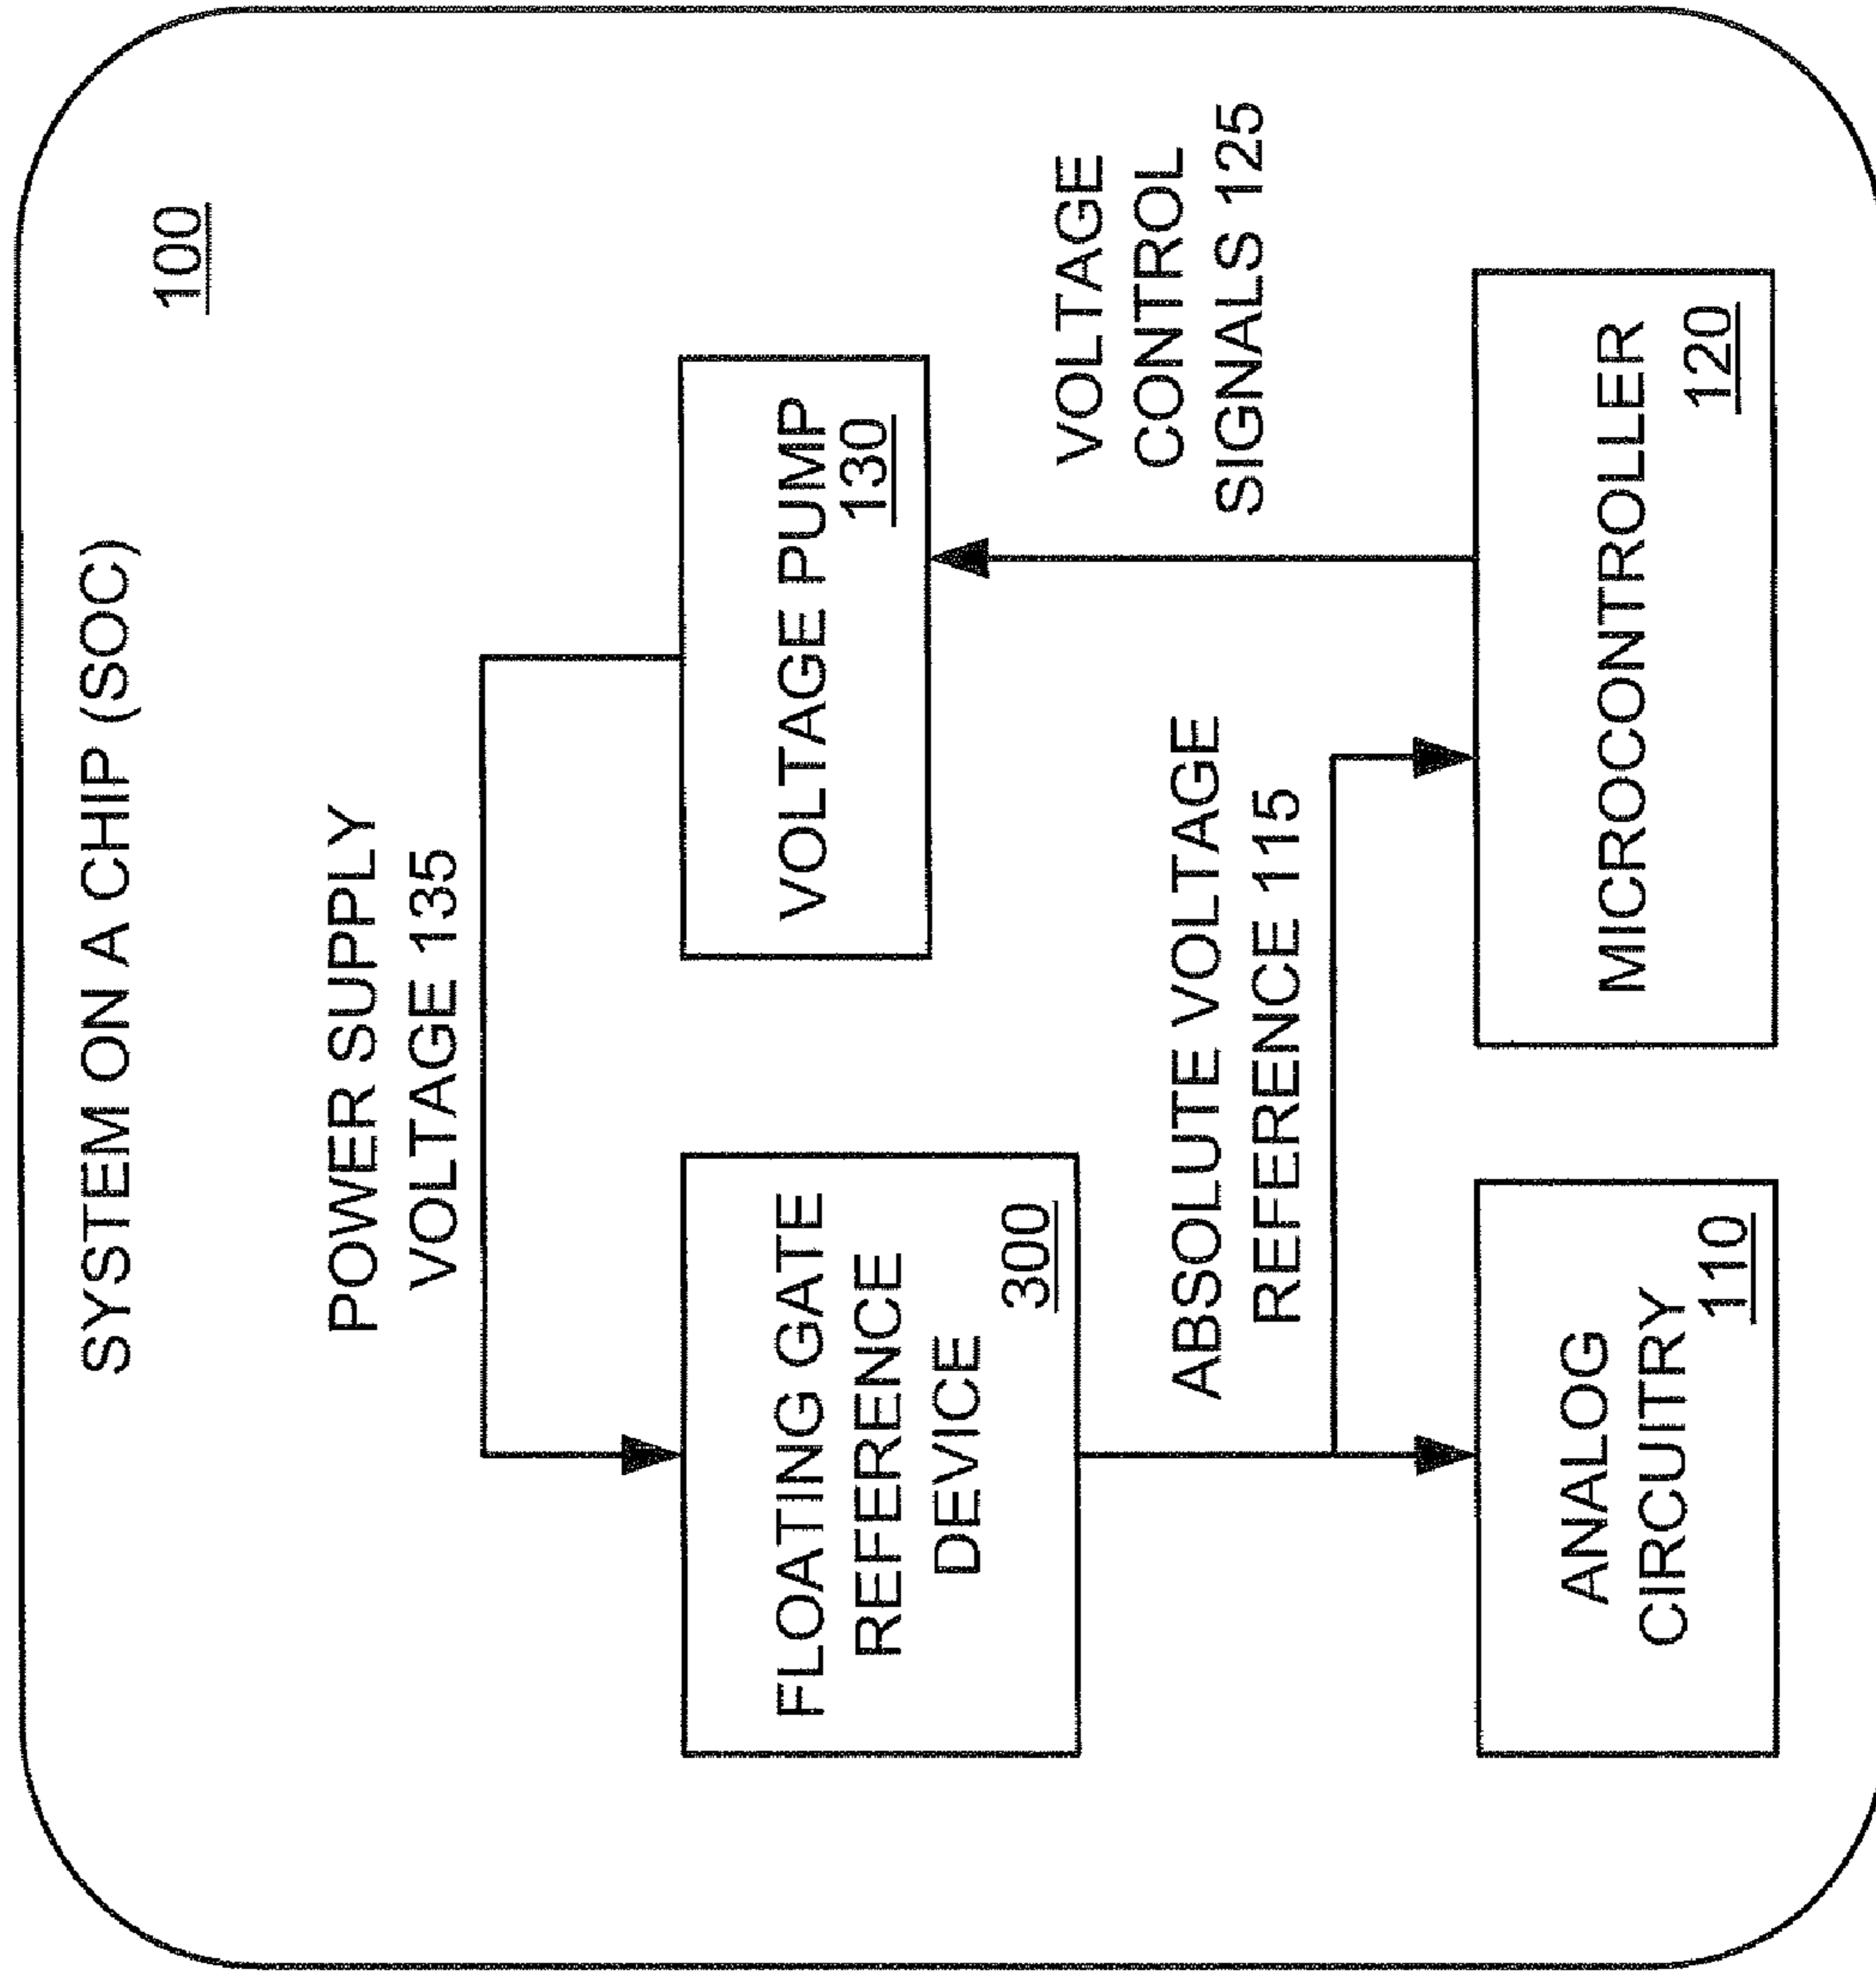 SYSTEM ON A CHIP (SOC)
100
POWER SUPPLY
VOLTAGE 135
FLOATING GATE
REFERENCE
DEVICE
300
VOLTAGE PUMP
130
ABSOLUTE VOLTAGE
REFERENCE 115
VOLTAGE
CONTROL
SIGNALS 125
ANALOG
CIRCUITRY
110
MICROCONTROLLER
120